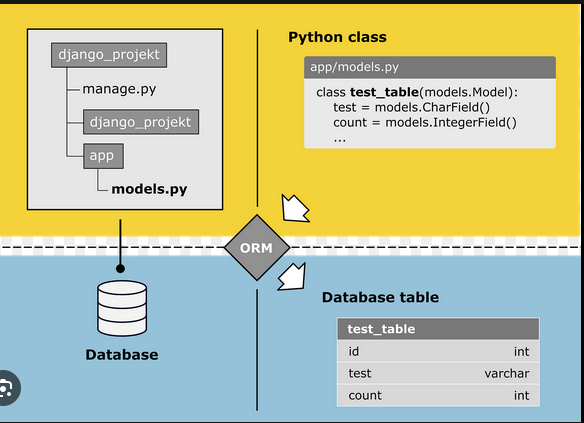 django_projekt
manage.py
django_projekt
app
models.py
Python class
app/models.py
class test_table(models.Model):
test = models.CharField()
count = models.IntegerField()
...
ORM
Database
Database table
test_table
id int
test varchar
count int